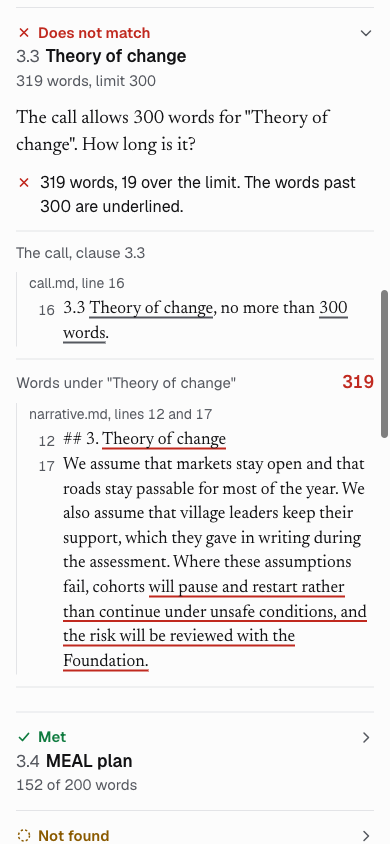 Does not match
3.3 Theory of change
319 words, limit 300
The call allows 300 words for "Theory of
change". How long is it?
319 words, 19 over the limit. The words past
300 are underlined.
The call, clause 3.3
call.md, line 16
16 3.3 Theory of change, no more than 300
words.
Words under "Theory of change" 319
narrative.md, lines 12 and 17
12 ## 3. Theory of change
17 We assume that markets stay open and that
roads stay passable for most of the year. We
also assume that village leaders keep their
support, which they gave in writing during
the assessment. Where these assumptions
fail, cohorts will pause and restart rather
than continue under unsafe conditions, and
the risk will be reviewed with the
Foundation.
Met
3.4 MEAL plan
152 of 200 words
Not found